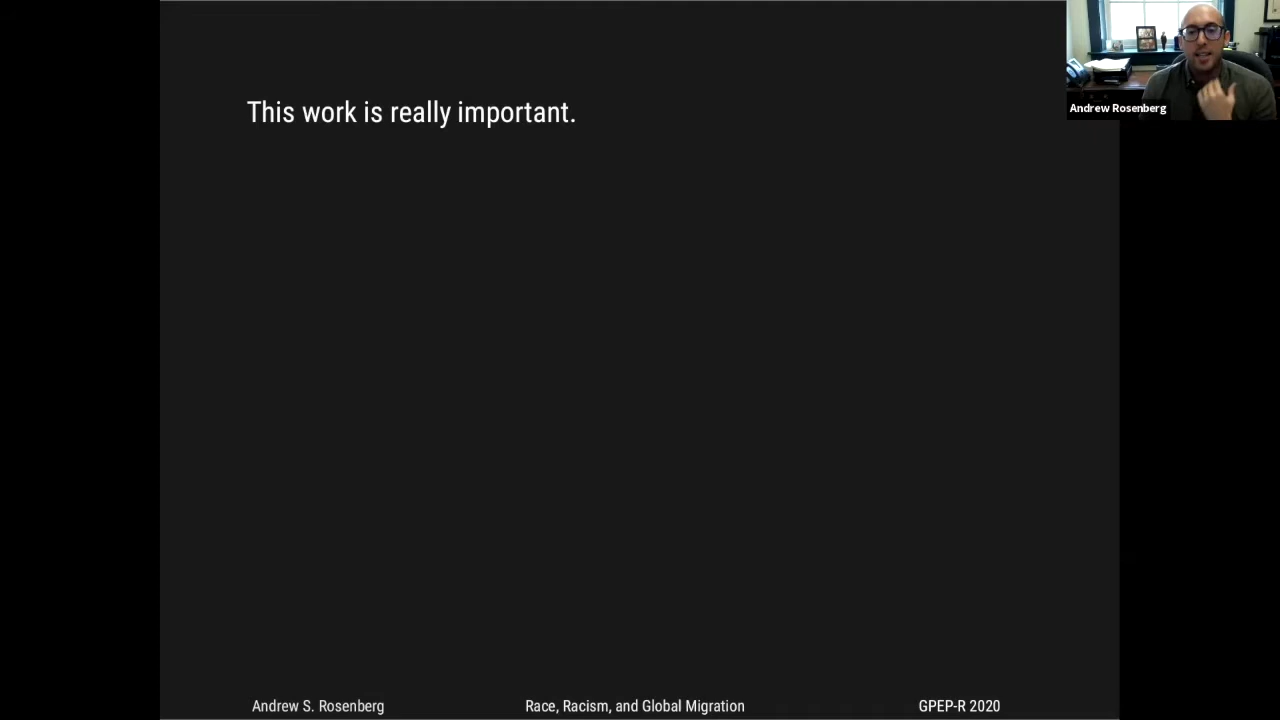 This work is really important.
Andrew Rosenberg
Andrew S. Rosenberg
Race, Racism, and Global Migration
GPEP-R 2020